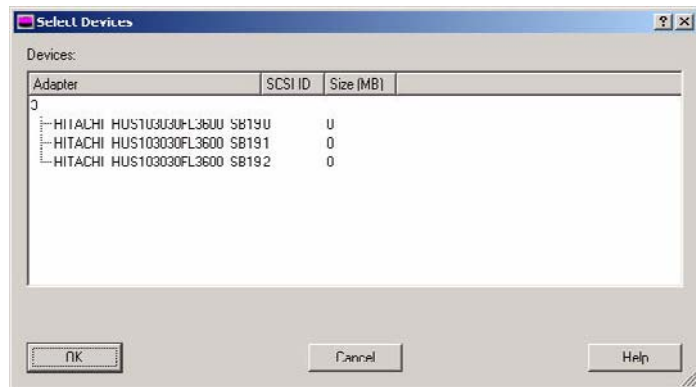 Select Devices
Devices:
Adapter SCSI ID Size (MB)
0
HITACHI HUS103030FL3600 SB19 0 0
HITACHI HUS103030FL3600 SB19 1 0
HITACHI HUS103030FL3600 SB19 2 0
OK Cancel Help